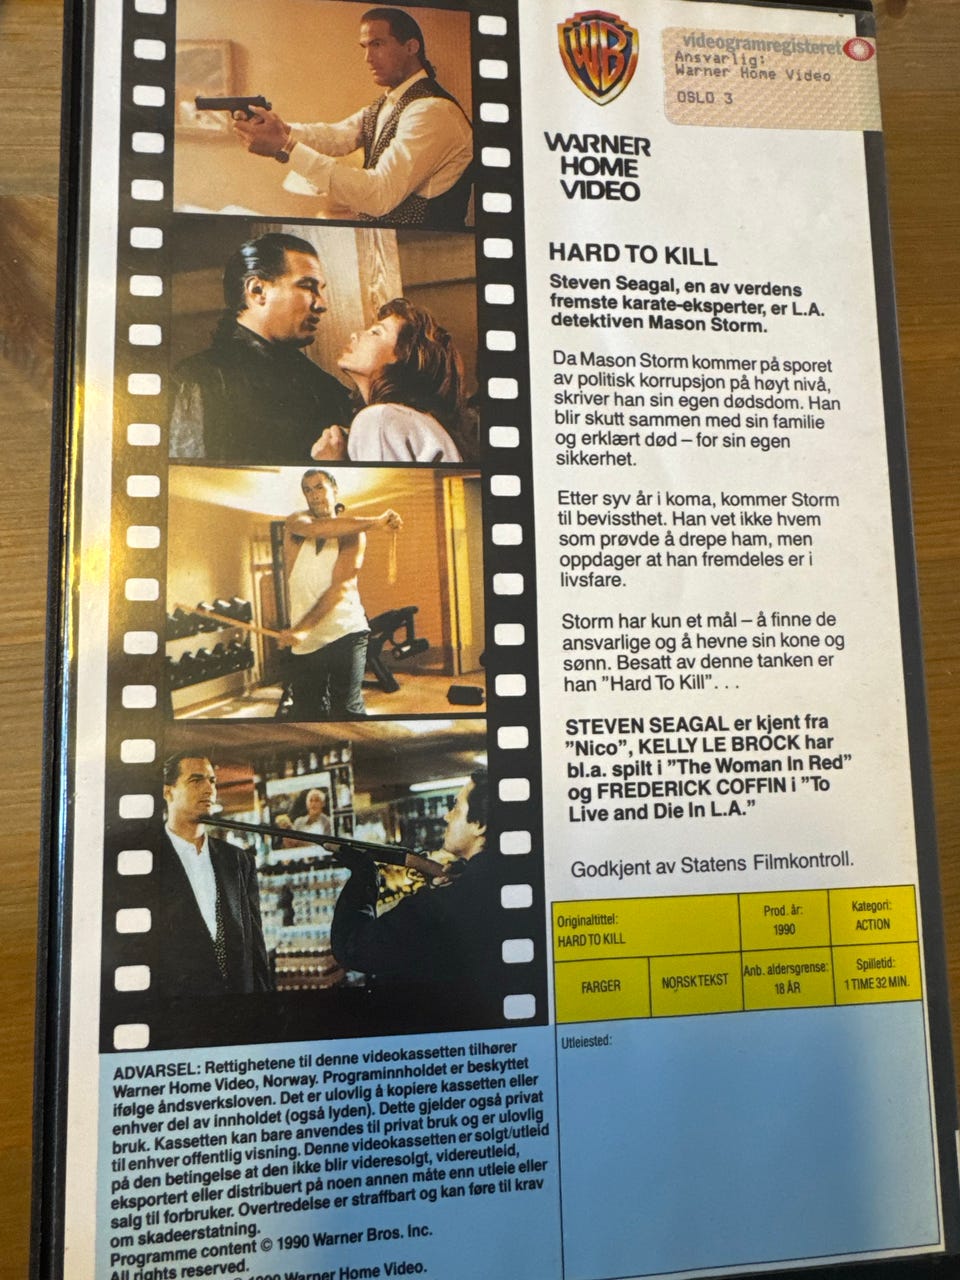 WB
videogramregisteret
Ansvarlig:
Warner Home Video
OSLO 3
WARNER
HOME
VIDEO
HARD TO KILL
Steven Seagal, en av verdens
fremste karate-eksperter, er L.A.
detektiven Mason Storm.
Da Mason Storm kommer på sporet
av politisk korrupsjon på høyt nivå,
skriver han sin egen dødsdom. Han
blir skutt sammen med sin familie
og erklært død – for sin egen
sikkerhet.
Etter syv år i koma, kommer Storm
til bevissthet. Han vet ikke hvem
som prøvde å drepe ham, men
oppdager at han fremdeles er i
livsfare.
Storm har kun et mål – å finne de
ansvarlige og å hevne sin kone og
sønn. Besatt av denne tanken er
han ”Hard To Kill”. . .
STEVEN SEAGAL er kjent fra
”Nico”, KELLY LE BROCK har
bl.a. spilt i ”The Woman In Red”
og FREDERICK COFFIN i ”To
Live and Die In L.A.”
Godkjent av Statens Filmkontroll.
Originaltittel:
HARD TO KILL
Prod. år:
1990
Kategori:
ACTION
FARGER
NORSK TEKST
Anb. aldersgrense:
18 ÅR
Spilletid:
1 TIME 32 MIN.
Utleiested:
ADVARSEL: Rettighetene til denne videokassetten tilhører
Warner Home Video, Norway. Programinnholdet er beskyttet
ifølge åndsverksloven. Det er ulovlig å kopiere kassetten eller
enhver del av innholdet (også lyden). Dette gjelder også privat
bruk. Kassetten kan bare anvendes til privat bruk og er ulovlig
til enhver offentlig visning. Denne videokassetten er solgt/utleid
på den betingelse at den ikke blir videresolgt, videreutleid,
eksportert eller distribuert på noen annen måte enn utleie eller
salg til forbruker. Overtredelse er straffbart og kan føre til krav
om skadeerstatning.
Programme content © 1990 Warner Bros. Inc.
All rights reserved.
1990 Warner Home Video.